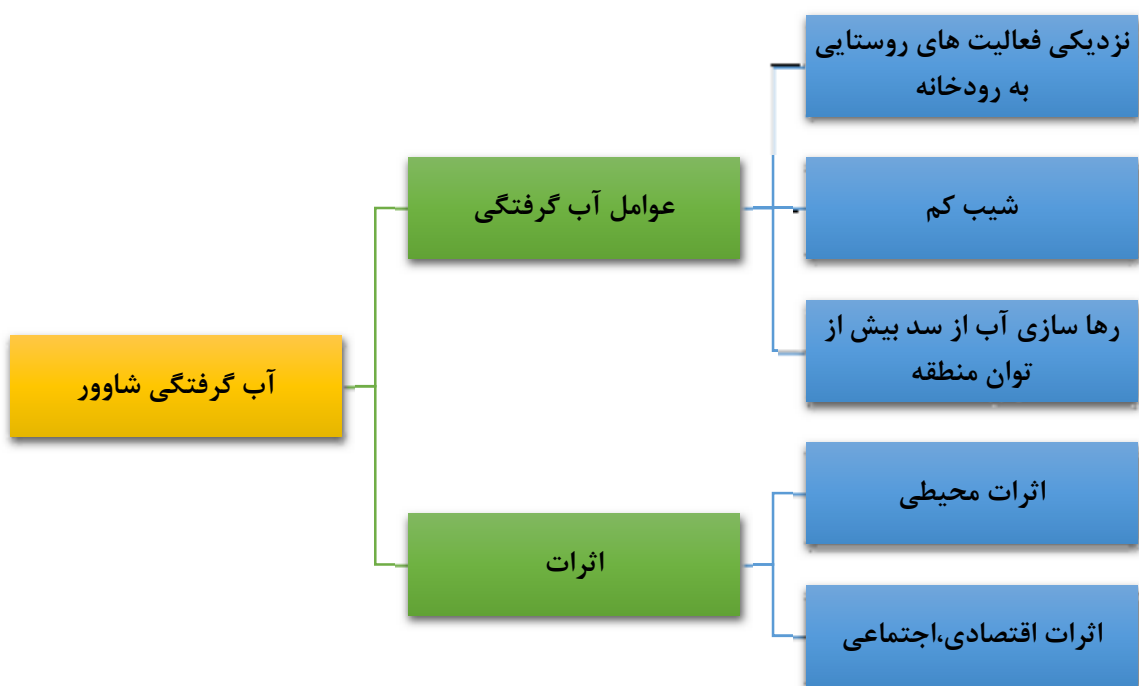 نزدیکی فعالیت های روستایی
به رودخانه
عوامل آب گرفتگی
شیب کم
رها سازی آب از سد بیش از
توان منطقه
آب گرفتگی شاوور
اثرات محیطی
اثرات
اثرات اقتصادی،اجتماعی